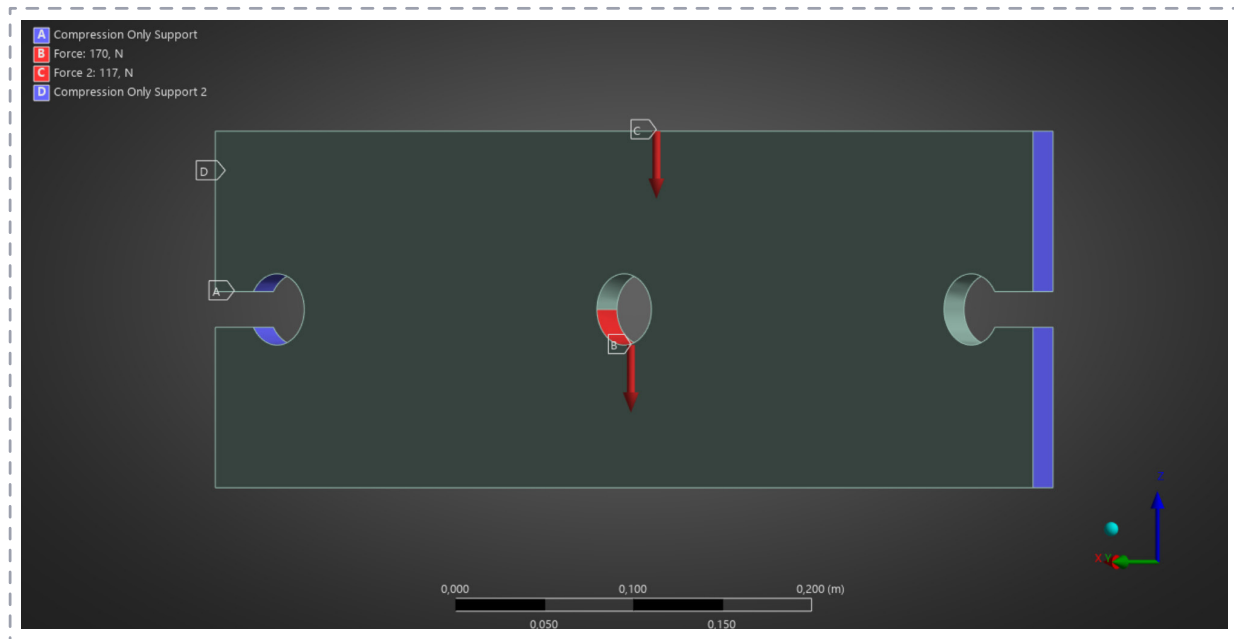 A Compression Only Support
B Force: 170, N
C Force 2: 117, N
D Compression Only Support 2
C
D
A
B
Z
X Y
0,000 0,100 0,200 (m)
0,050 0,150